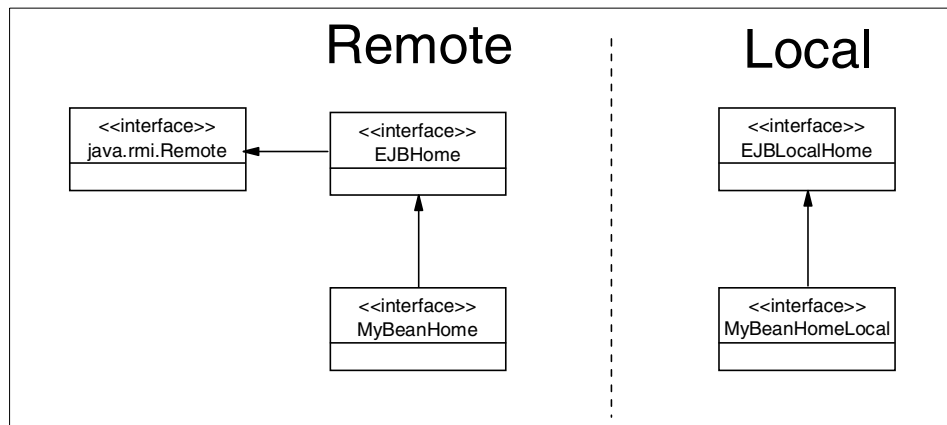 Remote
Local
<<interface>>
java.rmi.Remote
<<interface>>
EJBHome
<<interface>>
EJBLocalHome
<<interface>>
MyBeanHome
<<interface>>
MyBeanHomeLocal